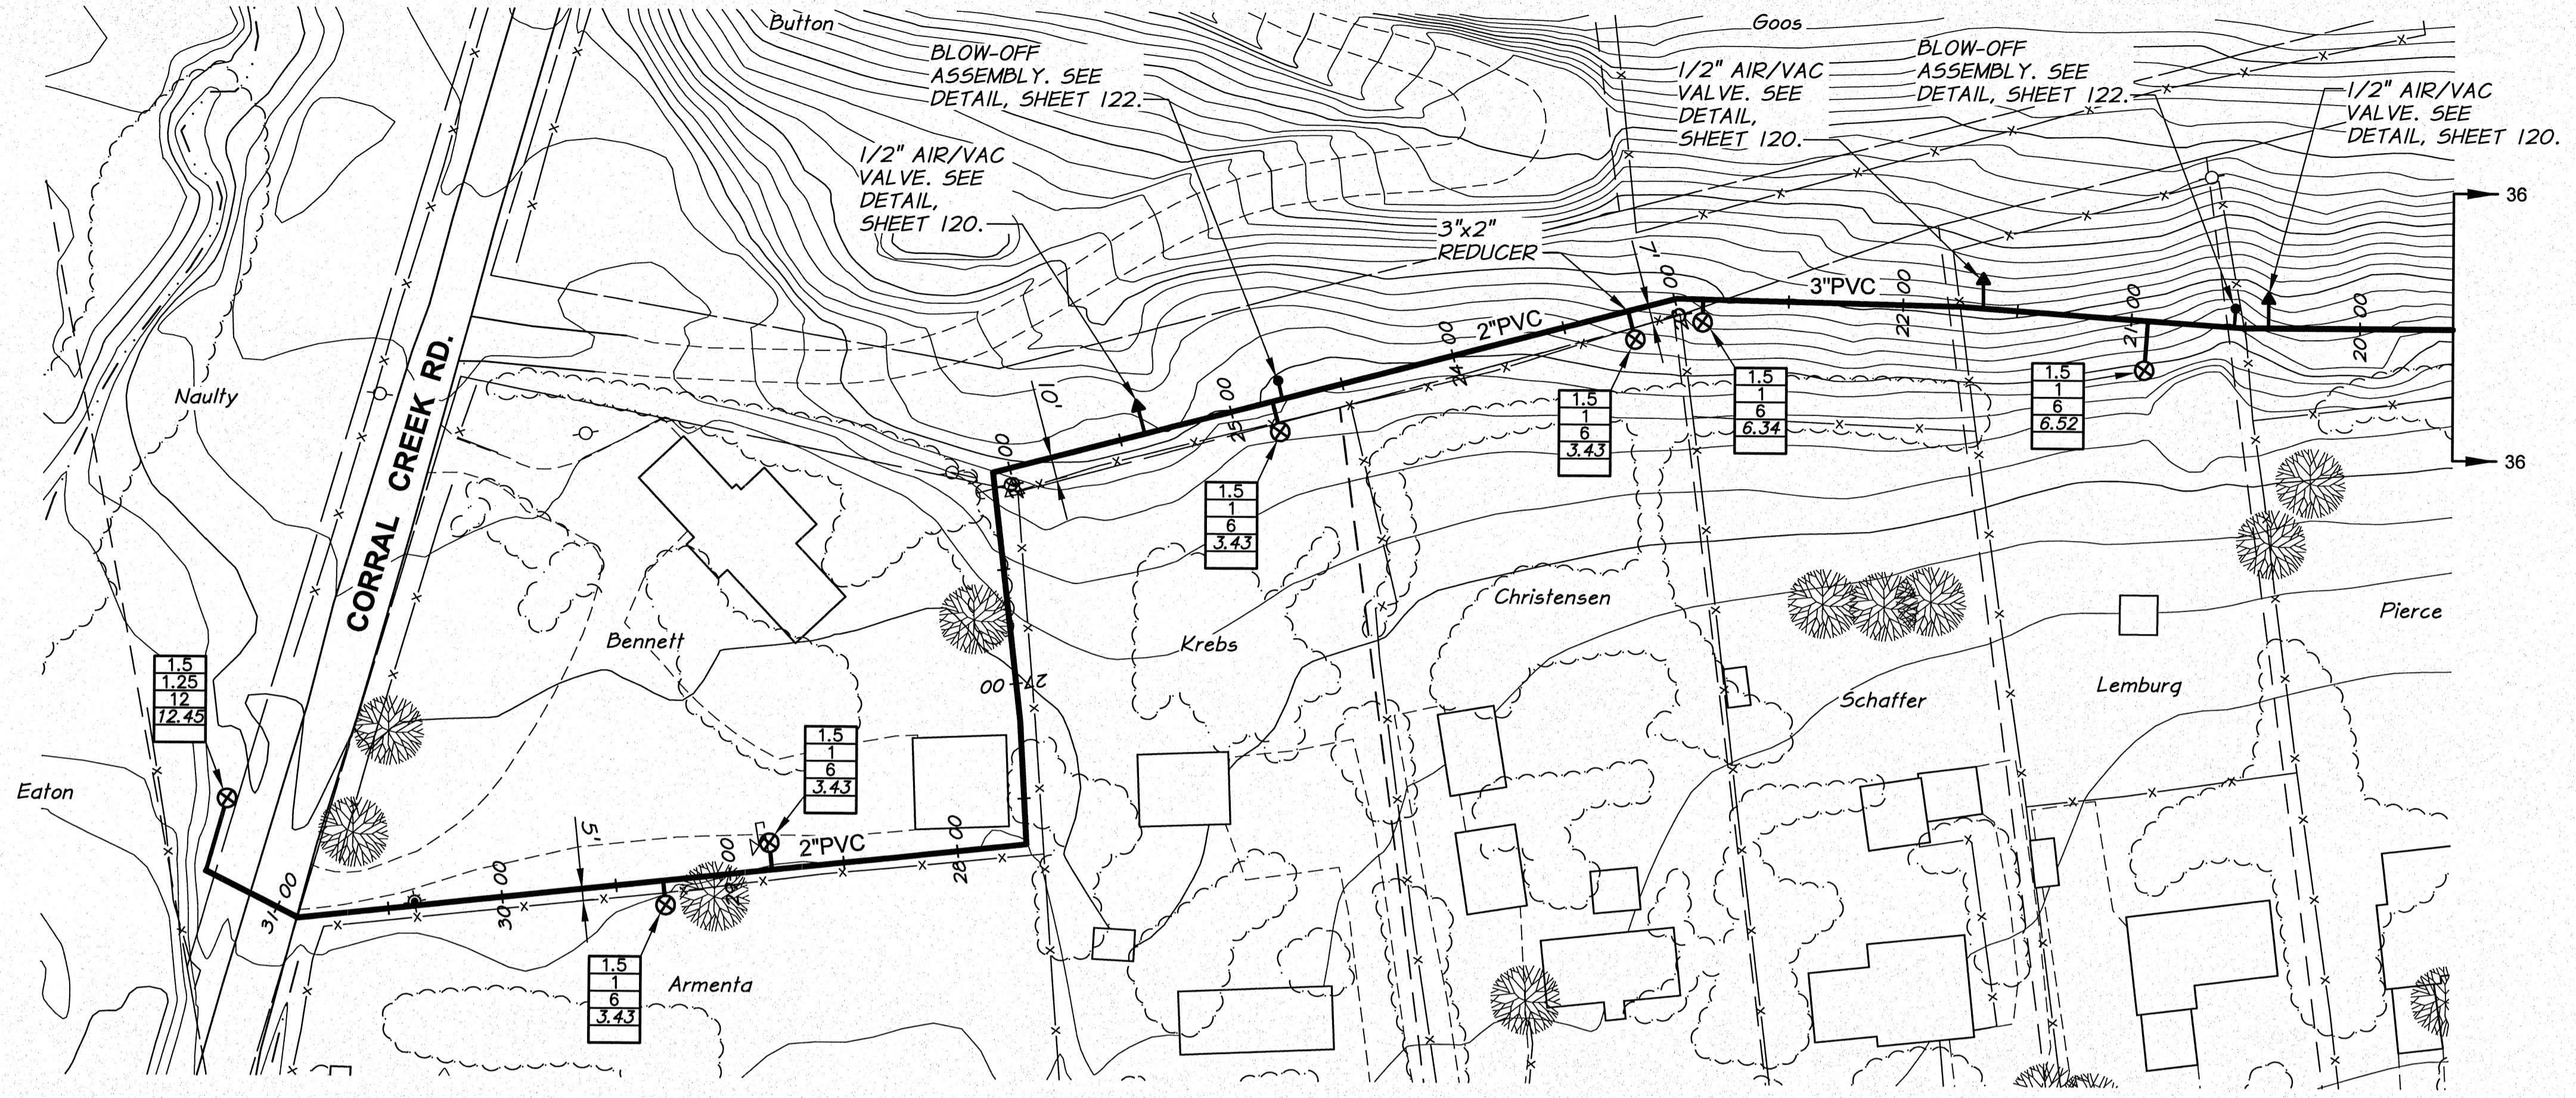 Button
Goos
BLOW-OFF
ASSEMBLY. SEE
DETAIL, SHEET 122.
1/2" AIR/VAC
VALVE. SEE
DETAIL,
SHEET 120.
BLOW-OFF
ASSEMBLY. SEE
DETAIL, SHEET 122.
1/2" AIR/VAC
VALVE. SEE
DETAIL, SHEET 120.
1/2" AIR/VAC
VALVE. SEE
DETAIL,
SHEET 120.
36
3"x2"
REDUCER
7'
3"PVC
2"PVC
00
22+00
21+00
20+00
24+00
25+00
00
10'
36
CORRAL CREEK RD.
Naulty
1.5
1
6
3.43
1.5
1
6
3.43
1.5
1
6
6.34
1.5
1
6
6.52
Bennett
Krebs
Christensen
Schaffer
Lemburg
Pierce
27+00
1.5
1.25
12
12.45
1.5
1
6
3.43
Eaton
2"PVC
5'
31+00
30+00
29+00
28+00
1.5
1
6
3.43
Armenta